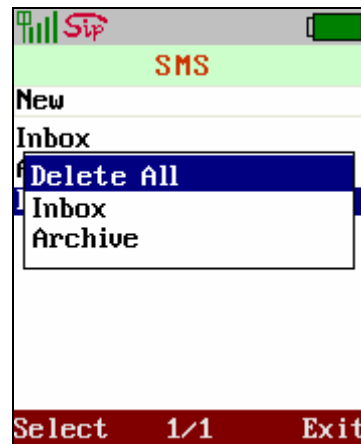 Sip
SMS
New
Inbox
Delete All
Inbox
Archive
Select 1/1 Exit